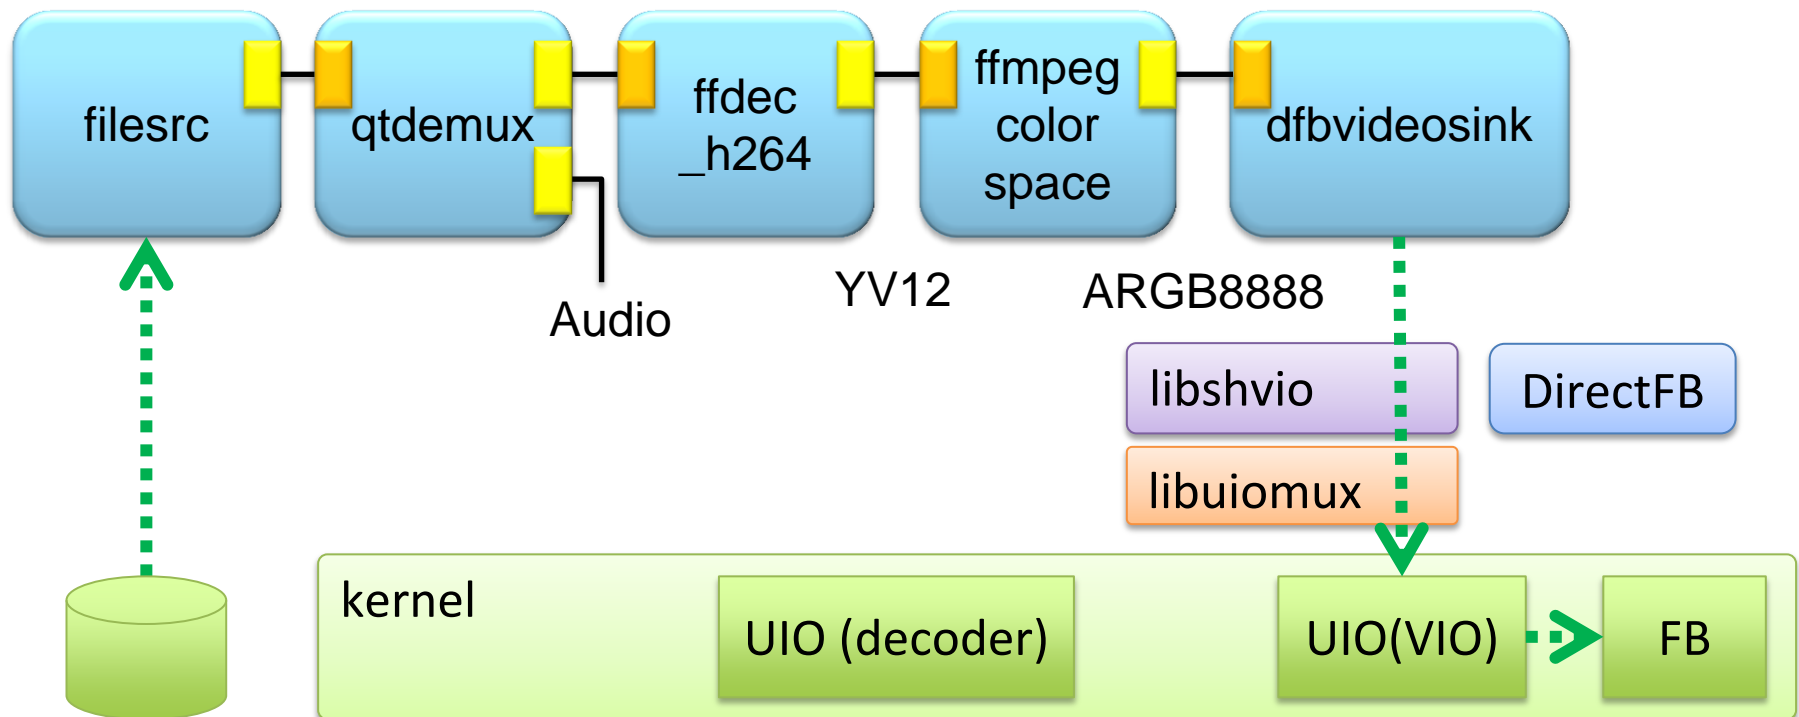 filesrc
qtdemux
ffdec
_h264
ffmpeg
color
space
dfbvideosink
Audio
YV12
ARGB8888
libshvio
DirectFB
libuiomux
kernel
UIO (decoder)
UIO(VIO)
FB